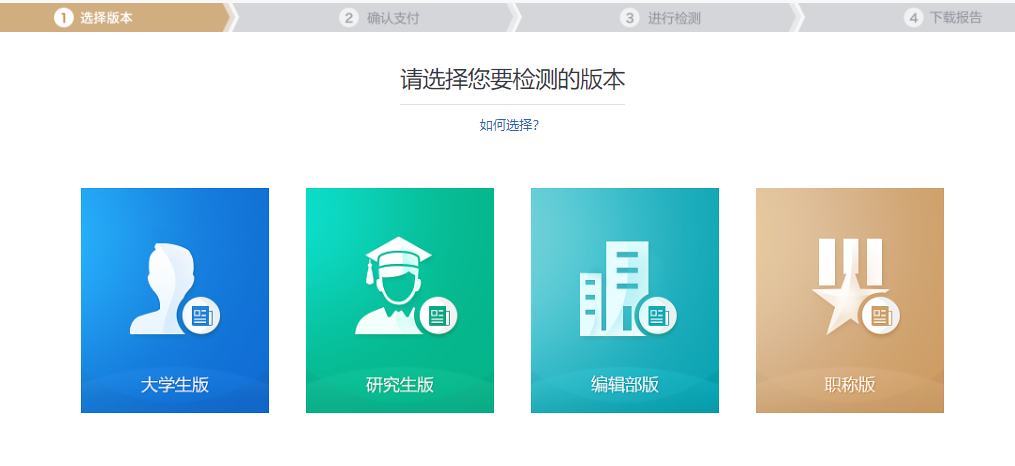 1 选择版本
2 确认支付
3 进行检测
4 下载报告
请选择您要检测的版本
如何选择?
大学生版
研究生版
编辑部版
职称版